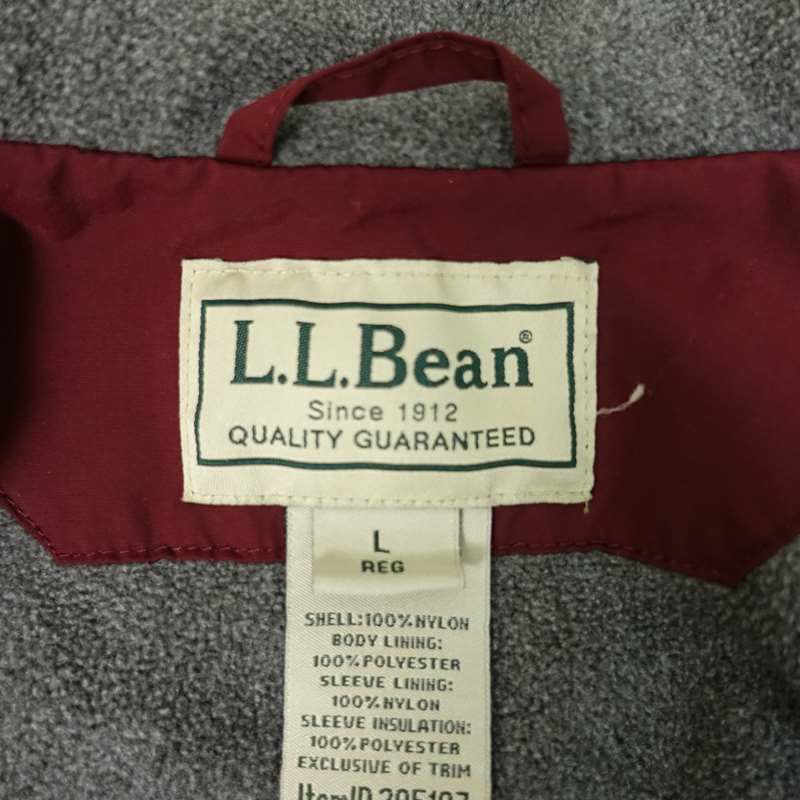 L.L.Bean®
Since 1912
QUALITY GUARANTEED
L
REG
SHELL:100%NYLON
BODY LINING:
100%POLYESTER
SLEEVE LINING:
100%NYLON
SLEEVE INSULATION:
100%POLYESTER
EXCLUSIVE OF TRIM